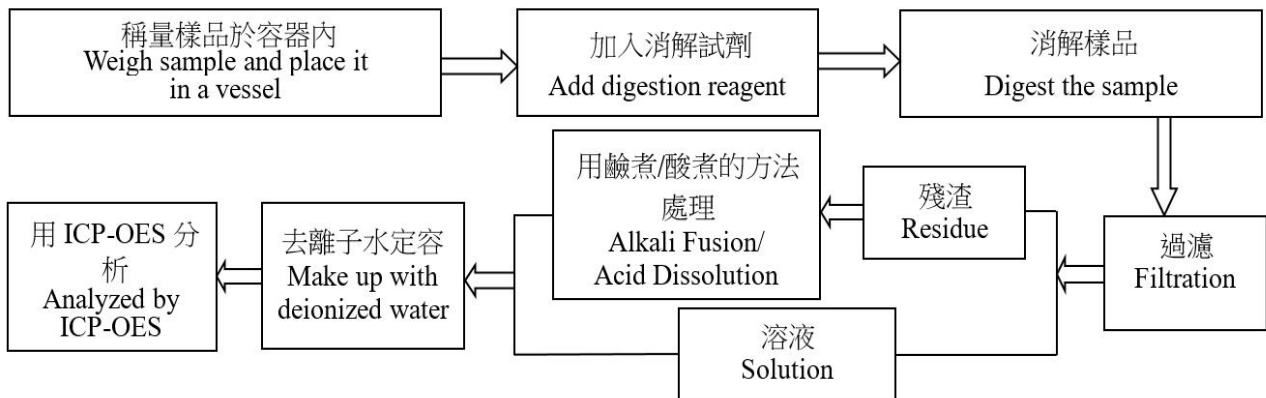 稱量樣品於容器內
Weigh sample and place it
in a vessel
加入消解試劑
Add digestion reagent
消解樣品
Digest the sample
過濾
Filtration
殘渣
Residue
溶液
Solution
用鹼煮/酸煮的方法
處理
Alkali Fusion/
Acid Dissolution
去離子水定容
Make up with
deionized water
用 ICP-OES 分
析
Analyzed by
ICP-OES